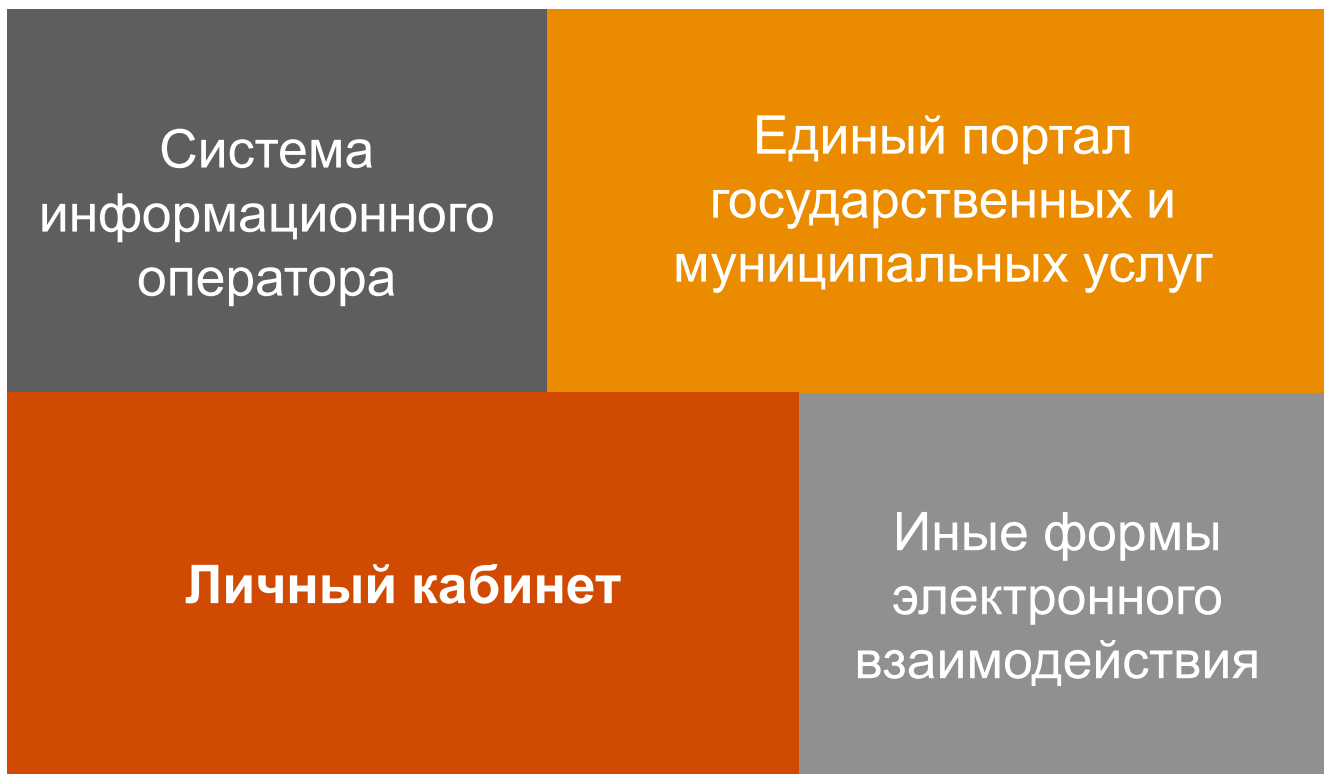 Система
информационного
оператора
Единый портал
государственных и
муниципальных услуг
Личный кабинет
Иные формы
электронного
взаимодействия